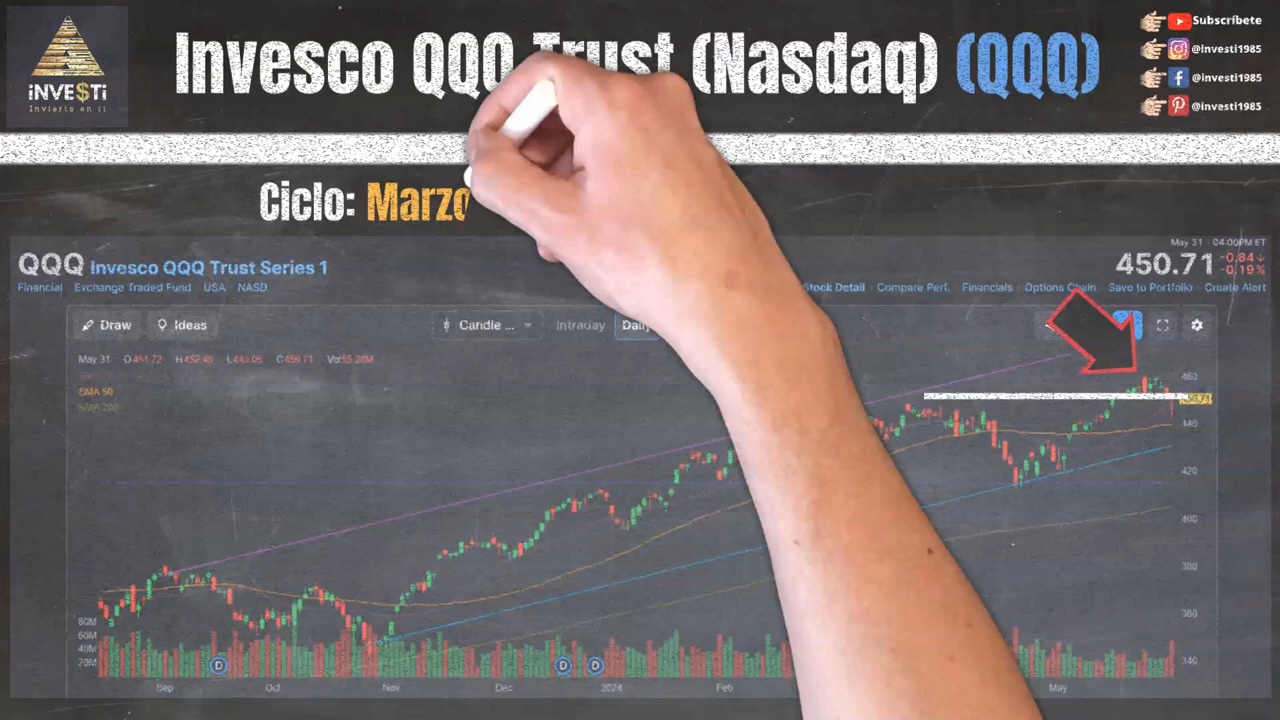 iNVE$Ti
Invierte en ti
Invesco QQQ Trust (Nasdaq) (QQQ)
Subscríbete
@investi1985
@investi1985
@investi1985
Ciclo: Marzo
QQQ Invesco QQQ Trust Series 1
Financial Exchange Traded Fund USA NASD
May 31 · 04:00PM ET
450.71 -0.84↓
-0.19%
Stock Detail · Compare Perf. · Financials · Options Chain · Save to Portfolio · Create Alert
Draw Ideas Candle ... Intraday Daily
May 31
SMA 50
SMA 200
460
440
420
400
380
360
340
80M
60M
40M
20M
D D D
Sep Oct Nov Dec 2024 Feb May